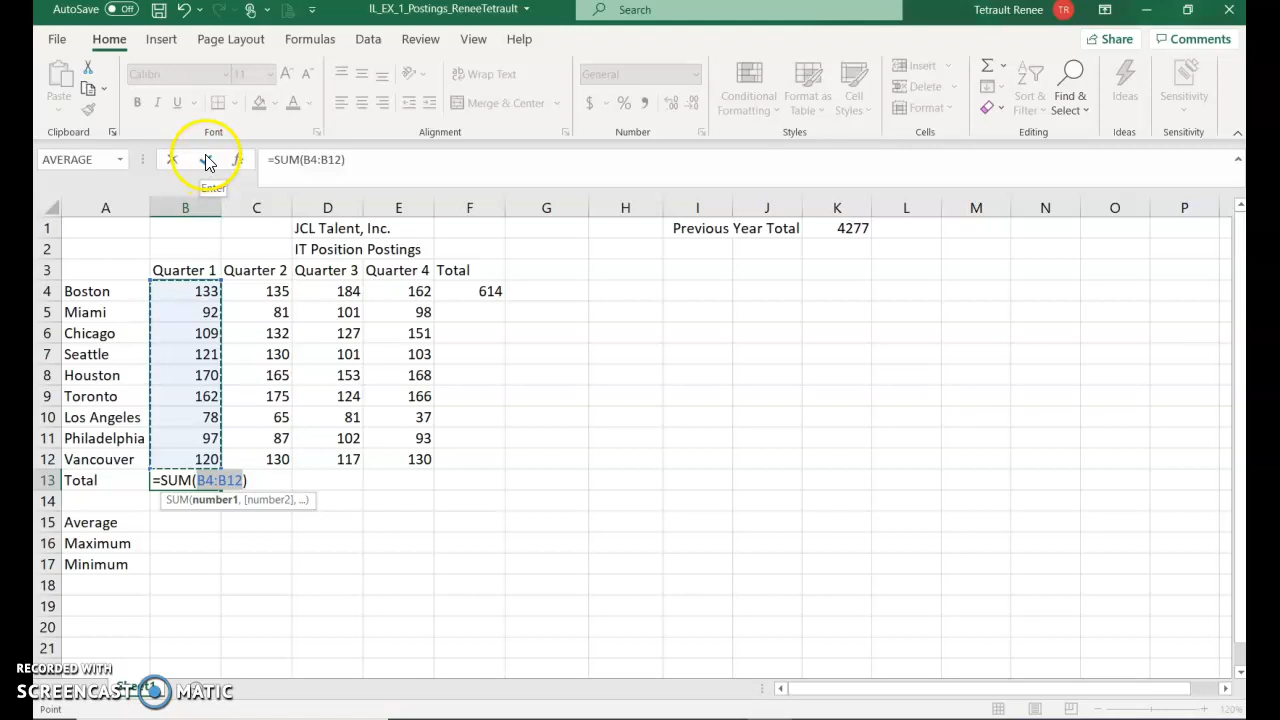 AutoSave Off IL_EX_1_Postings_ReneeTetrault Search Tetrault Renee TR
File Home Insert Page Layout Formulas Data Review View Help Share Comments
Paste Calibri 11 Wrap Text General Conditional Formatting Format as Table Cell Styles Insert Sort & Filter Find & Select Ideas Sensitivity
B I U Merge & Center $ % Delete
Format
Clipboard Font Alignment Number Styles Cells Editing Ideas Sensitivity
AVERAGE fx =SUM(B4:B12)
Enter
A B C D E F G H I J K L M N O P
1 JCL Talent, Inc. Previous Year Total 4277
2 IT Position Postings
3 Quarter 1 Quarter 2 Quarter 3 Quarter 4 Total
4 Boston 133 135 184 162 614
5 Miami 92 81 101 98
6 Chicago 109 132 127 151
7 Seattle 121 130 101 103
8 Houston 170 165 153 168
9 Toronto 162 175 124 166
10 Los Angeles 78 65 81 37
11 Philadelphia 97 87 102 93
12 Vancouver 120 130 117 130
13 Total =SUM(B4:B12)
14 SUM(number1, [number2], ...)
15 Average
16 Maximum
17 Minimum
18
19
20
21
RECORDED WITH
SCREENCAST MATIC
Sheet1
Point 120%